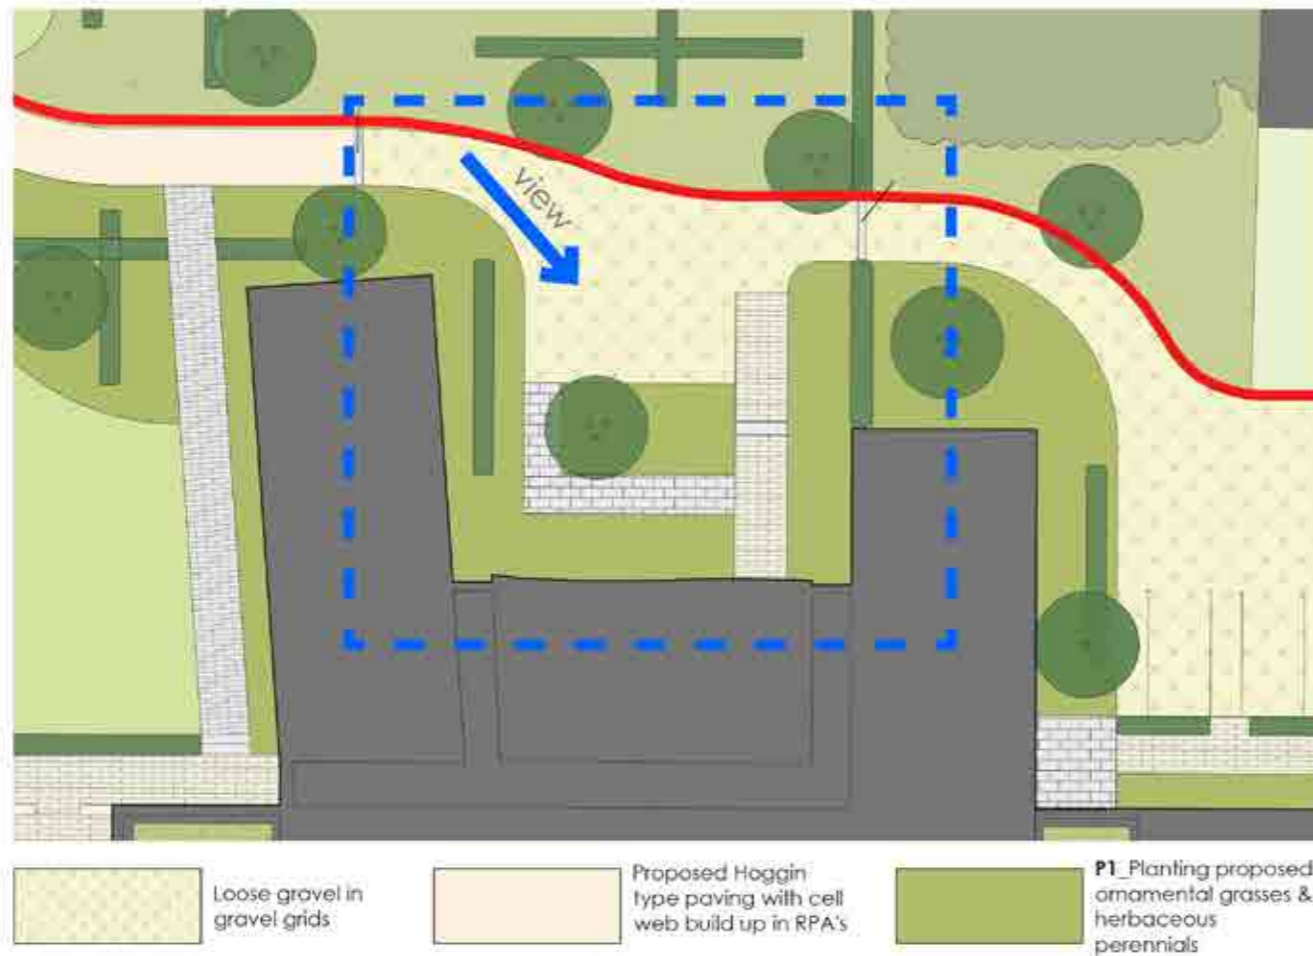 view
Loose gravel in
gravel grids
Proposed Hoggin
type paving with cell
web build up in RPA's
P1_Planting proposed
ornamental grasses &
herbaceous
perennials